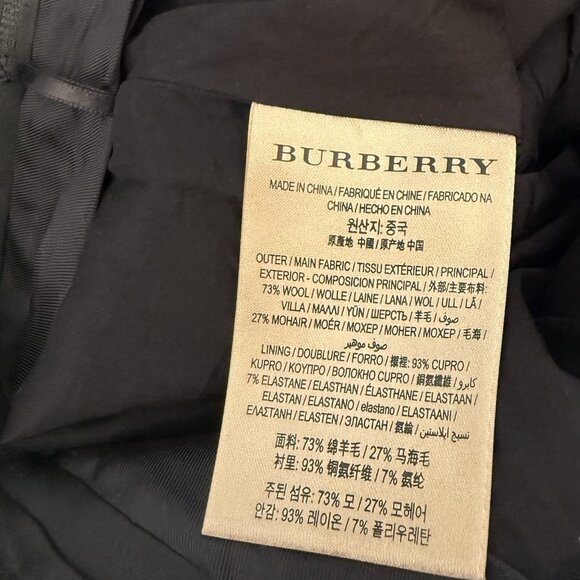 BURBERRY
MADE IN CHINA / FABRIQUÉ EN CHINE / FABRICADO NA
CHINA / HECHO EN CHINA
원산지: 중국
原產地 中國 / 原产地 中国
OUTER / MAIN FABRIC / TISSU EXTÉRIEUR / PRINCIPAL /
EXTERIOR - COMPOSICION PRINCIPAL / 外部/主要布料:
73% WOOL / WOLLE / LAINE / LANA / WOL / ULL / LÃ /
VILLA / ΜΑΛΛΙ / YÜN / ШЕРСТЬ / 羊毛 / صوف
27% MOHAIR / MOÉR / MOXEP / MOHER / MOXEP / 毛海 /
صوف موهير
LINING / DOUBLURE / FORRO / 襯裡: 93% CUPRO /
KUPRO / ΚΟΥΠΡΟ / ВОЛОКНО CUPRO / 銅氨纖維 / كابرو /
7% ELASTANE / ELASTHAN / ÉLASTHANE / ELASTAAN /
ELASTAN / ELASTANO / elastano / ELASTAANI /
ΕΛΑΣΤΑΝΗ / ELASTEN / ЭЛАСТАН / 氨綸 / نسيج ايلاستين
面料: 73% 绵羊毛 / 27% 马海毛
衬里: 93% 铜氨纤维 / 7% 氨纶
주된 섬유: 73% 모 / 27% 모헤어
안감: 93% 레이온 / 7% 폴리우레탄